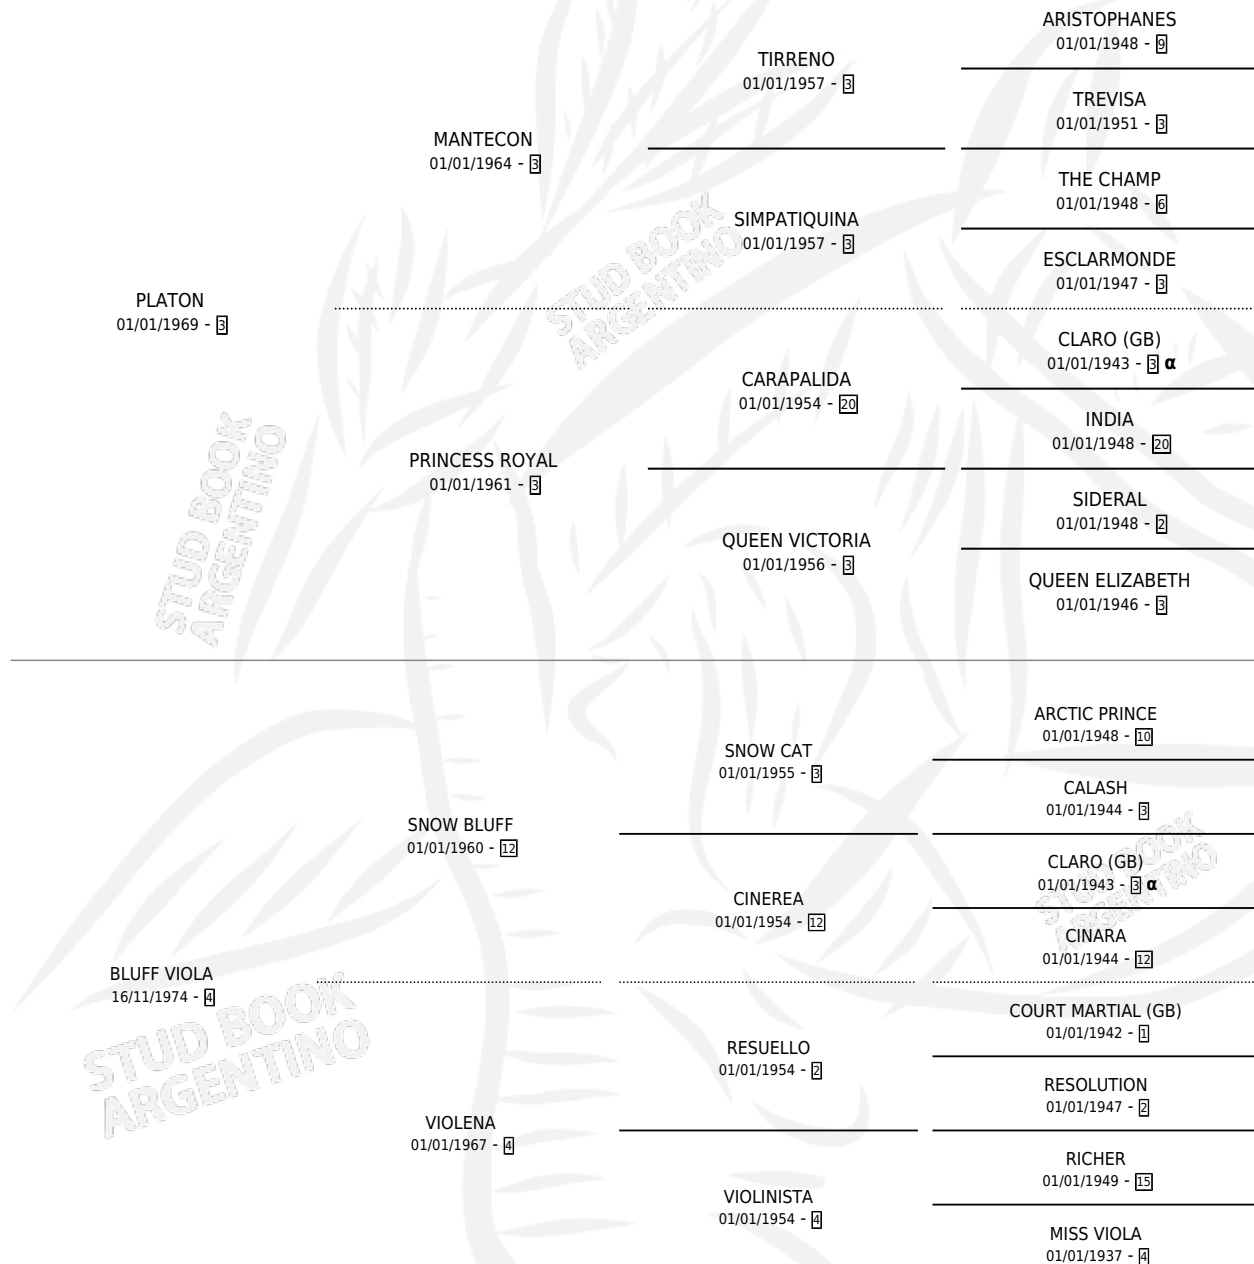 ARISTOPHANES
01/01/1948 - 9
TIRRENO
01/01/1957 - 3
TREVISA
01/01/1951 - 3
MANTECON
01/01/1964 - 3
THE CHAMP
01/01/1948 - 6
SIMPATIQUINA
01/01/1957 - 3
ESCLARMONDE
01/01/1947 - 3
STUD BOOK
ARGENTINO
PLATON
01/01/1969 - 3
CLARO (GB)
01/01/1943 - 3 α
CARAPALIDA
01/01/1954 - 20
INDIA
01/01/1948 - 20
PRINCESS ROYAL
01/01/1961 - 3
SIDERAL
01/01/1948 - 2
QUEEN VICTORIA
01/01/1956 - 3
QUEEN ELIZABETH
01/01/1946 - 3
STUD BOOK
ARGENTINO
ARCTIC PRINCE
01/01/1948 - 10
SNOW CAT
01/01/1955 - 3
CALASH
01/01/1944 - 3
SNOW BLUFF
01/01/1960 - 12
CLARO (GB)
01/01/1943 - 3 α
STUD BOOK
ARGENTINO
CINEREA
01/01/1954 - 12
CINARA
01/01/1944 - 12
BLUFF VIOLA
16/11/1974 - 4
STUD BOOK
ARGENTINO
COURT MARTIAL (GB)
01/01/1942 - 1
RESUELLO
01/01/1954 - 2
RESOLUTION
01/01/1947 - 2
VIOLENA
01/01/1967 - 4
RICHER
01/01/1949 - 15
VIOLINISTA
01/01/1954 - 4
MISS VIOLA
01/01/1937 - 4